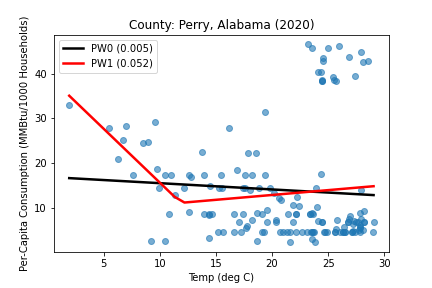 County: Perry, Alabama (2020)
PW0 (0.005)
PW1 (0.052)
Per-Capita Consumption (MMBtu/1000 Households)
40
30
20
10
5
10
15
20
25
30
Temp (deg C)